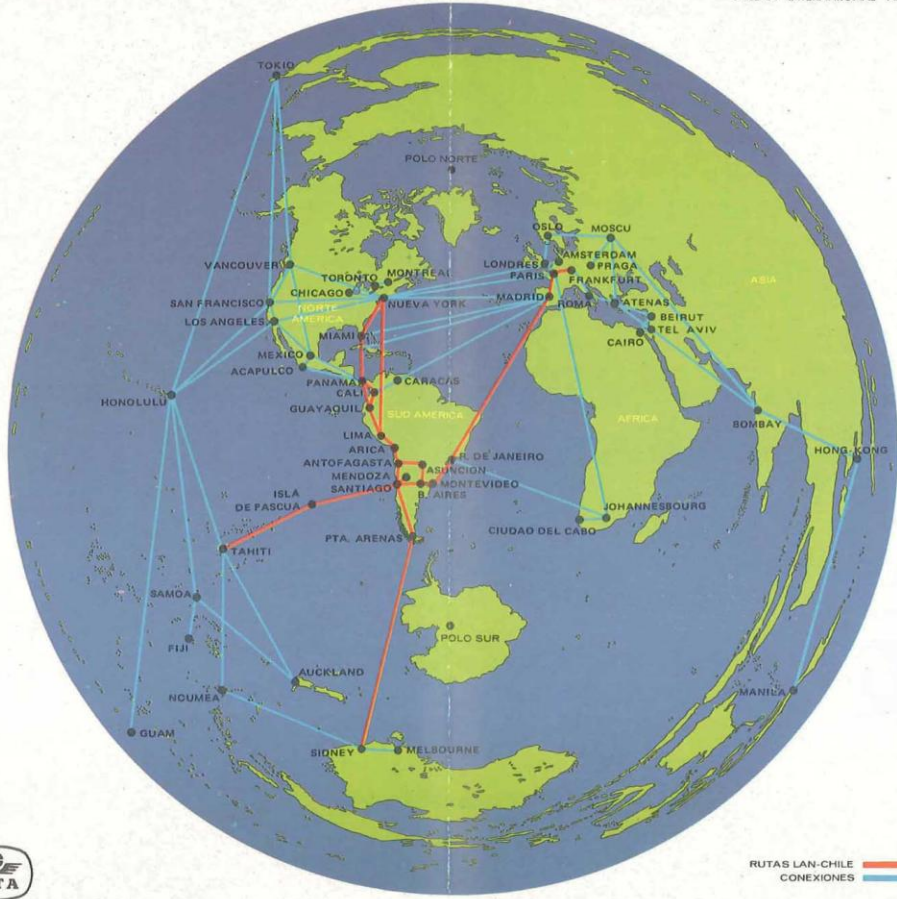 TOKIO
POLO NORTE
OSLO
MOSCU
VANCOUVER
LONDRES
AMSTERDAM
TORONTO
MONTREAL
PARIS
PRAGA
FRANKFURT
ASIA
CHICAGO
SAN FRANCISCO
NUEVA YORK
MADRID
ROMA
ATENAS
NORTE
AMERICA
LOS ANGELES
BEIRUT
MIAMI
TEL AVIV
CAIRO
MEXICO
ACAPULCO
PANAMA
CARACAS
HONOLULU
CALI
GUAYAQUIL
SUD AMERICA
AFRICA
BOMBAY
LIMA
ARICA
HONG-KONG
R. DE JANEIRO
ANTOFAGASTA
ASUNCION
MENDOZA
SANTIAGO
B. AIRES
MONTEVIDEO
ISLA
DE PASCUA
JOHANNESBOURG
CIUDAD DEL CABO
PTA. ARENAS
TAHITI
SAMOA
POLO SUR
FIJI
AUCKLAND
NOUMEA
MANILA
GUAM
SIDNEY
MELBOURNE
RUTAS LAN-CHILE
CONEXIONES